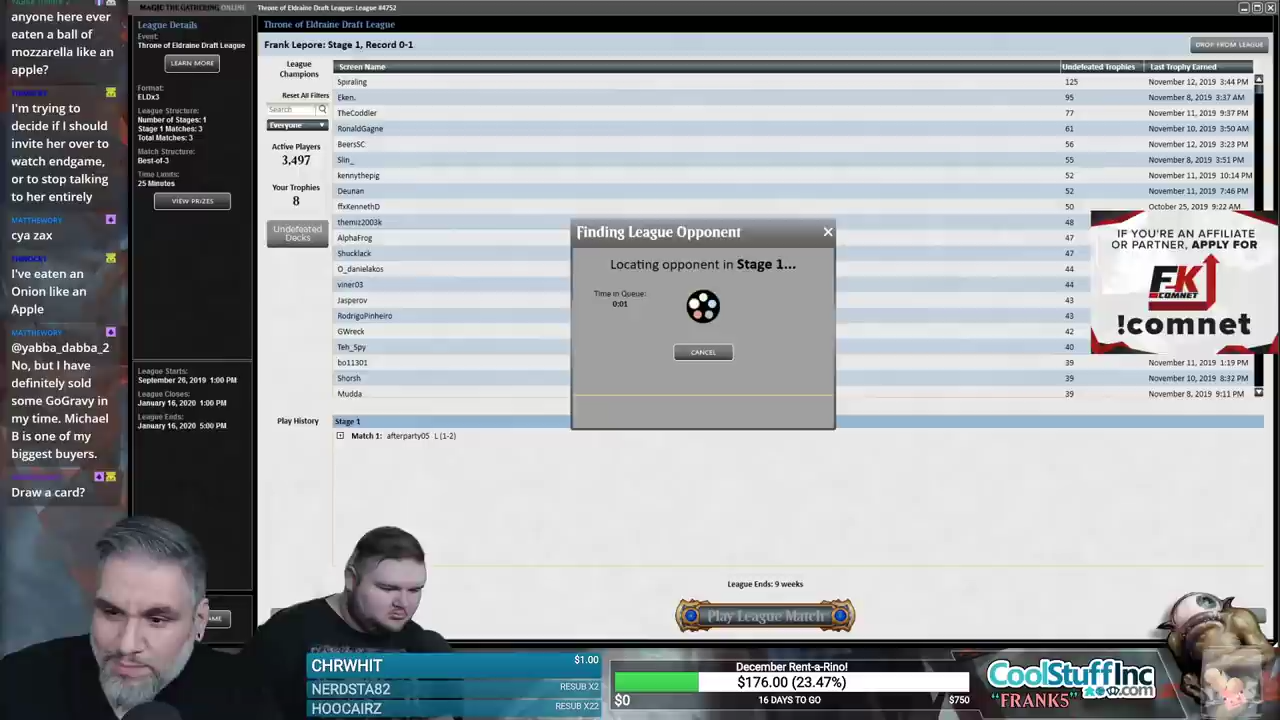 anyone here ever
eaten a ball of
mozzarella like an
apple?
I'm trying to
decide if I should
invite her over to
watch endgame,
or to stop talking
to her entirely
MATTHEWORY
cya zax
I've eaten an
Onion like an
Apple
MATTHEWORY
@yabba_dabba_2
No, but I have
definitely sold
some GoGravy in
my time. Michael
B is one of my
biggest buyers.
Draw a card?
MAGIC THE GATHERING ONLINE
Throne of Eldraine Draft League: League #4752
League Details
Event:
Throne of Eldraine Draft League
LEARN MORE
Format:
ELDx3
League Structure:
Number of Stages: 1
Stage 1 Matches: 3
Total Matches: 3
Match Structure:
Best-of-3
Time Limits:
25 Minutes
VIEW PRIZES
League Starts:
September 26, 2019 1:00 PM
League Closes:
January 16, 2020 1:00 PM
League Ends:
January 16, 2020 5:00 PM
Throne of Eldraine Draft League
Frank Lepore: Stage 1, Record 0-1
DROP FROM LEAGUE
League
Champions
Reset All Filters
Search
Everyone
Active Players
3,497
Your Trophies
8
Undefeated
Decks
Screen Name Undefeated Trophies Last Trophy Earned
Spiraling 125 November 12, 2019 3:44 PM
Eken. 95 November 8, 2019 3:37 AM
TheCoddler 77 November 11, 2019 9:37 PM
RonaldGagne 61 November 10, 2019 3:50 AM
BeersSC 56 November 12, 2019 3:23 PM
Slin_ 55 November 8, 2019 3:51 PM
kennythepig 52 November 11, 2019 10:14 PM
Deunan 52 November 11, 2019 7:46 PM
ffxKennethD 50 October 25, 2019 9:22 AM
themiz2003k 48
AlphaFrog 47
Shucklack 47
O_danielakos 44
viner03 44
Jasperov 43
RodrigoPinheiro 43
GWreck 42
Teh_Spy 40
bo11301 39 November 11, 2019 1:19 PM
Shorsh 39 November 10, 2019 8:32 PM
Mudda 39 November 8, 2019 9:11 PM
Finding League Opponent
Locating opponent in Stage 1...
Time in Queue:
0:01
CANCEL
IF YOU'RE AN AFFILIATE
OR PARTNER, APPLY FOR
FK
COMNET
!comnet
Play History
Stage 1
Match 1: afterparty05 L (1-2)
League Ends: 9 weeks
Play League Match
CHRWHIT $1.00
NERDSTA82 RESUB X2
HOOCAIRZ RESUB X22
December Rent-a-Rino!
$176.00 (23.47%)
$0 16 DAYS TO GO $750
CoolStuffInc
.com
"FRANK5"